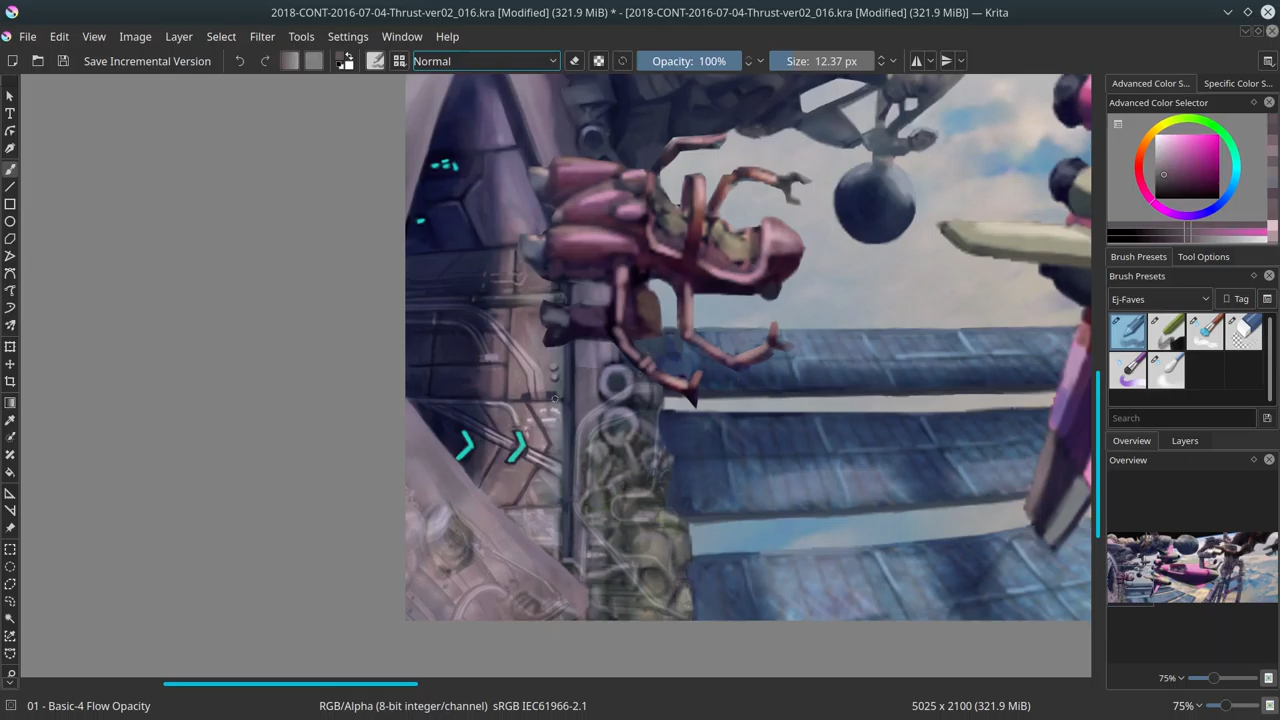 2018-CONT-2016-07-04-Thrust-ver02_016.kra [Modified] (321.9 MiB) * - [2018-CONT-2016-07-04-Thrust-ver02_016.kra [Modified] (321.9 MiB)] — Krita
File Edit View Image Layer Select Filter Tools Settings Window Help
Save Incremental Version
Normal
Opacity: 100%
Size: 12.37 px
Advanced Color S...
Specific Color S...
Advanced Color Selector
Brush Presets
Tool Options
Brush Presets
Ej-Faves
Tag
Search
Overview
Layers
Overview
75%
01 - Basic-4 Flow Opacity
RGB/Alpha (8-bit integer/channel) sRGB IEC61966-2.1
5025 x 2100 (321.9 MiB)
75%